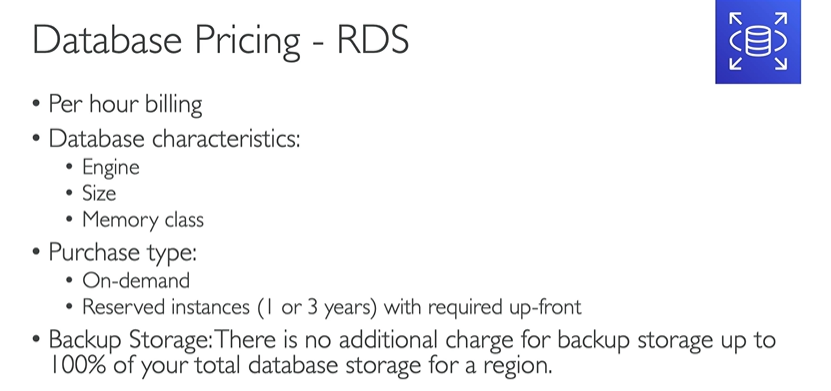 Database Pricing - RDS
• Per hour billing
• Database characteristics:
• Engine
• Size
• Memory class
• Purchase type:
• On-demand
• Reserved instances (1 or 3 years) with required up-front
• Backup Storage: There is no additional charge for backup storage up to
100% of your total database storage for a region.